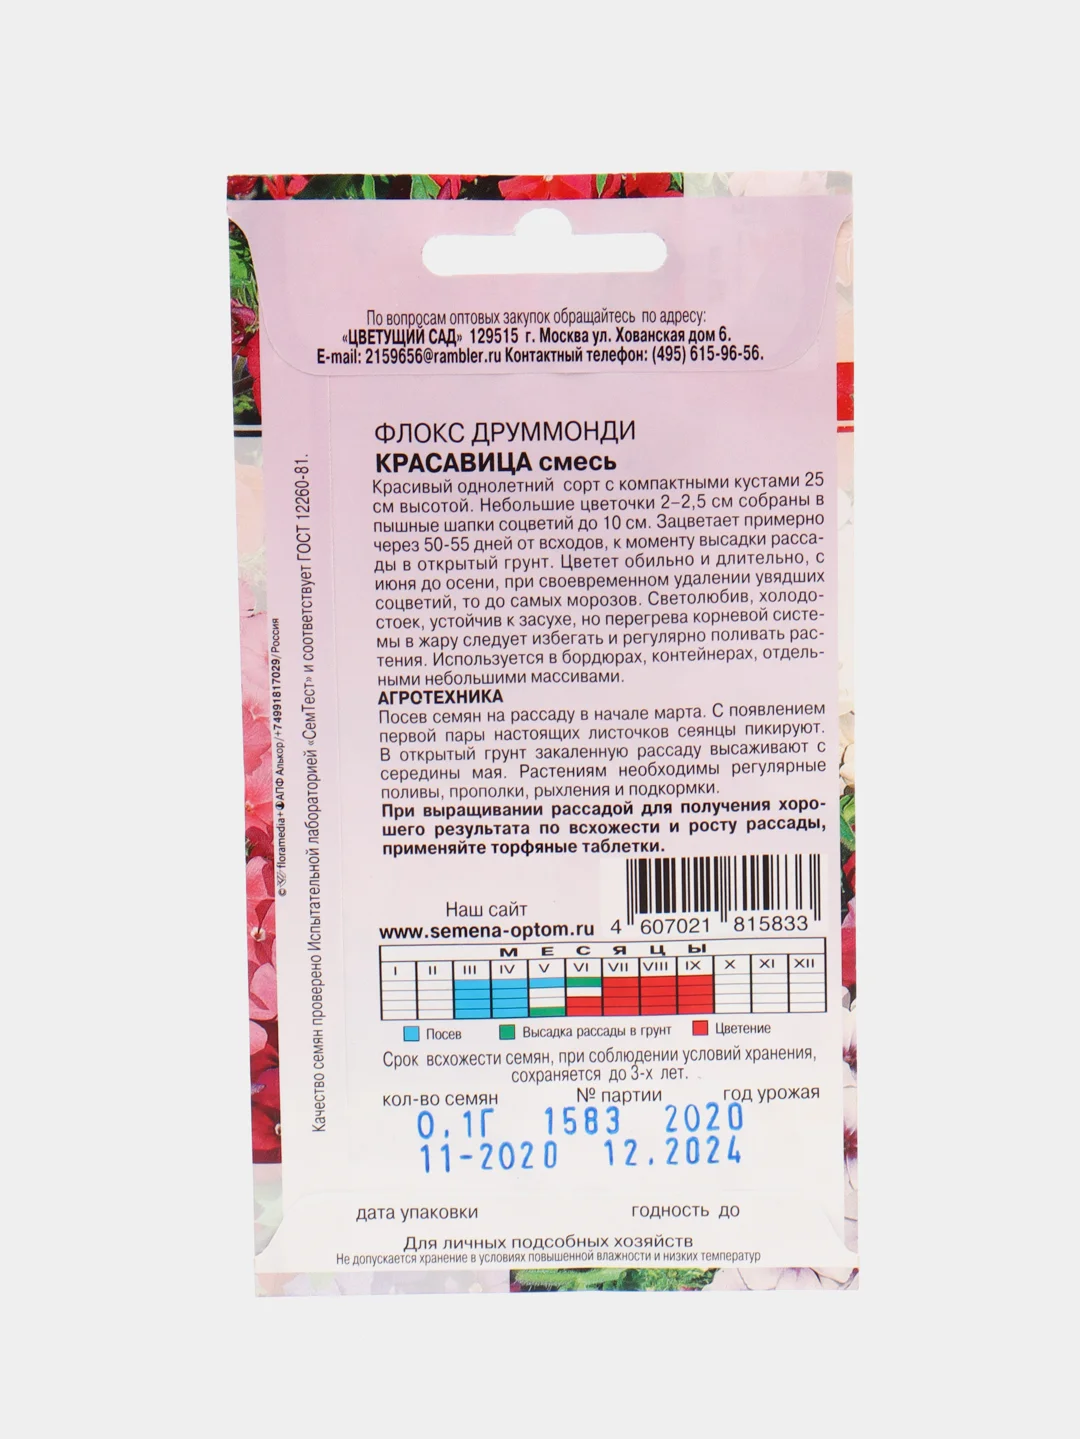 По вопросам оптовых закупок обращайтесь по адресу:
«ЦВЕТУЩИЙ САД» 129515 г. Москва ул. Хованская дом 6.
E-mail: 2159656@rambler.ru Контактный телефон: (495) 615-96-56.
ФЛОКС ДРУММОНДИ
КРАСАВИЦА смесь
Красивый однолетний сорт с компактными кустами 25
см высотой. Небольшие цветочки 2–2,5 см собраны в
пышные шапки соцветий до 10 см. Зацветает примерно
через 50-55 дней от всходов, к моменту высадки расса-
ды в открытый грунт. Цветет обильно и длительно, с
июня до осени, при своевременном удалении увядших
соцветий, то до самых морозов. Светолюбив, холодо-
стоек, устойчив к засухе, но перегрева корневой систе-
мы в жару следует избегать и регулярно поливать рас-
тения. Используется в бордюрах, контейнерах, отдель-
ными небольшими массивами.
АГРОТЕХНИКА
Посев семян на рассаду в начале марта. С появлением
первой пары настоящих листочков сеянцы пикируют.
В открытый грунт закаленную рассаду высаживают с
середины мая. Растениям необходимы регулярные
поливы, прополки, рыхления и подкормки.
При выращивании рассадой для получения хоро-
шего результата по всхожести и росту рассады,
применяйте торфяные таблетки.
Наш сайт
www.semena-optom.ru
4 607021 815833
МЕСЯЦЫ
I II III IV V VI VII VIII IX X XI XII
Посев Высадка рассады в грунт Цветение
Срок всхожести семян, при соблюдении условий хранения,
сохраняется до 3-х лет.
кол-во семян № партии год урожая
0,1Г 1583 2020
11-2020 12.2024
дата упаковки годность до
Для личных подсобных хозяйств
Не допускается хранение в условиях повышенной влажности и низких температур
Качество семян проверено Испытательной лабораторией «СемТест» и соответствует ГОСТ 12260-81.
© floramedia+АПФ Алькор/+74991817029/Россия